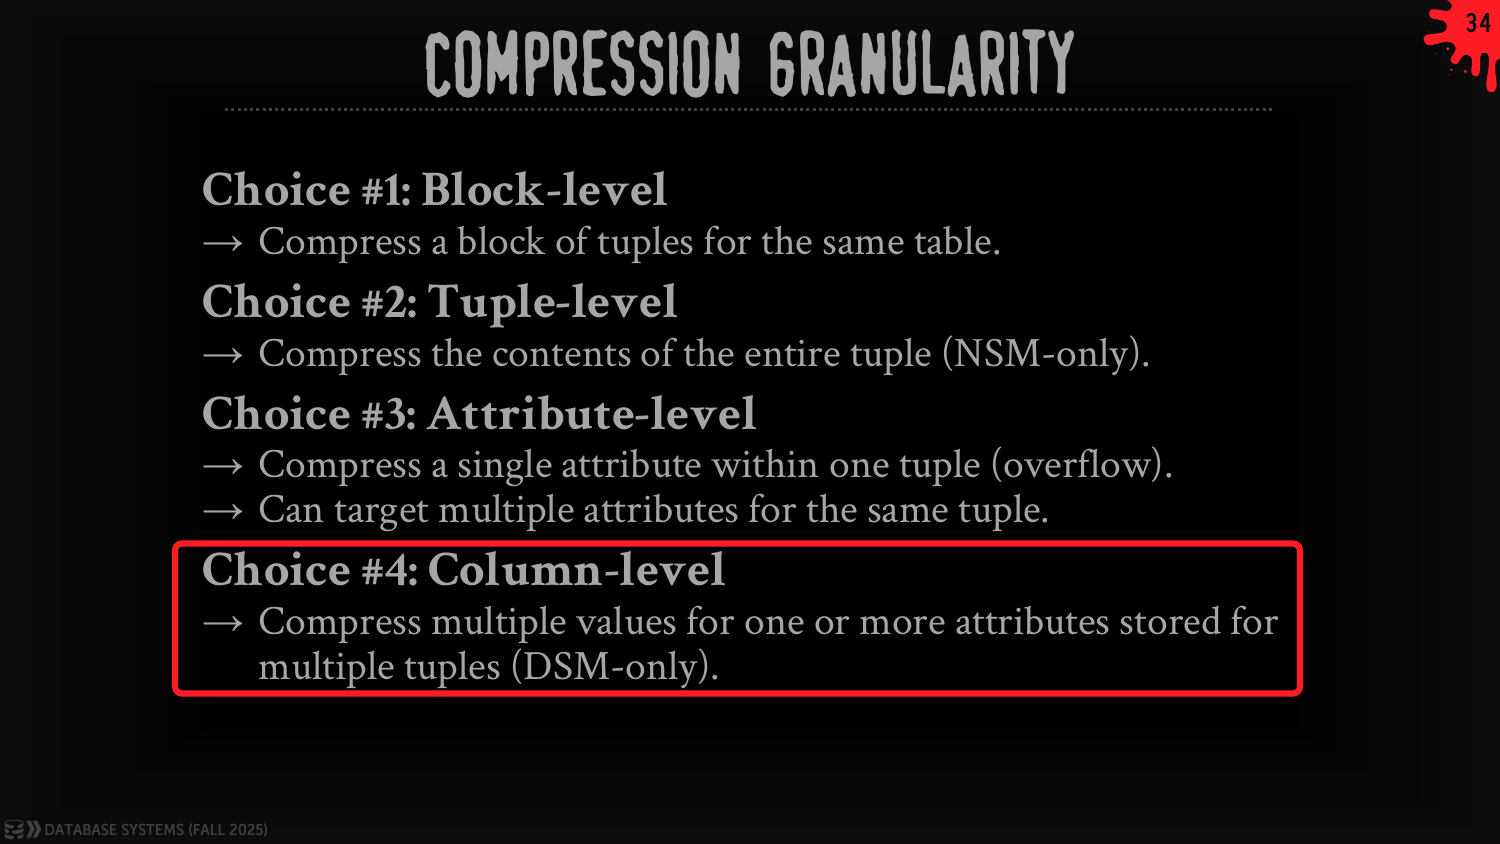 34
COMPRESSION GRANULARITY
Choice #1: Block-level
→ Compress a block of tuples for the same table.
Choice #2: Tuple-level
→ Compress the contents of the entire tuple (NSM-only).
Choice #3: Attribute-level
→ Compress a single attribute within one tuple (overflow).
→ Can target multiple attributes for the same tuple.
Choice #4: Column-level
→ Compress multiple values for one or more attributes stored for
multiple tuples (DSM-only).
DATABASE SYSTEMS (FALL 2025)